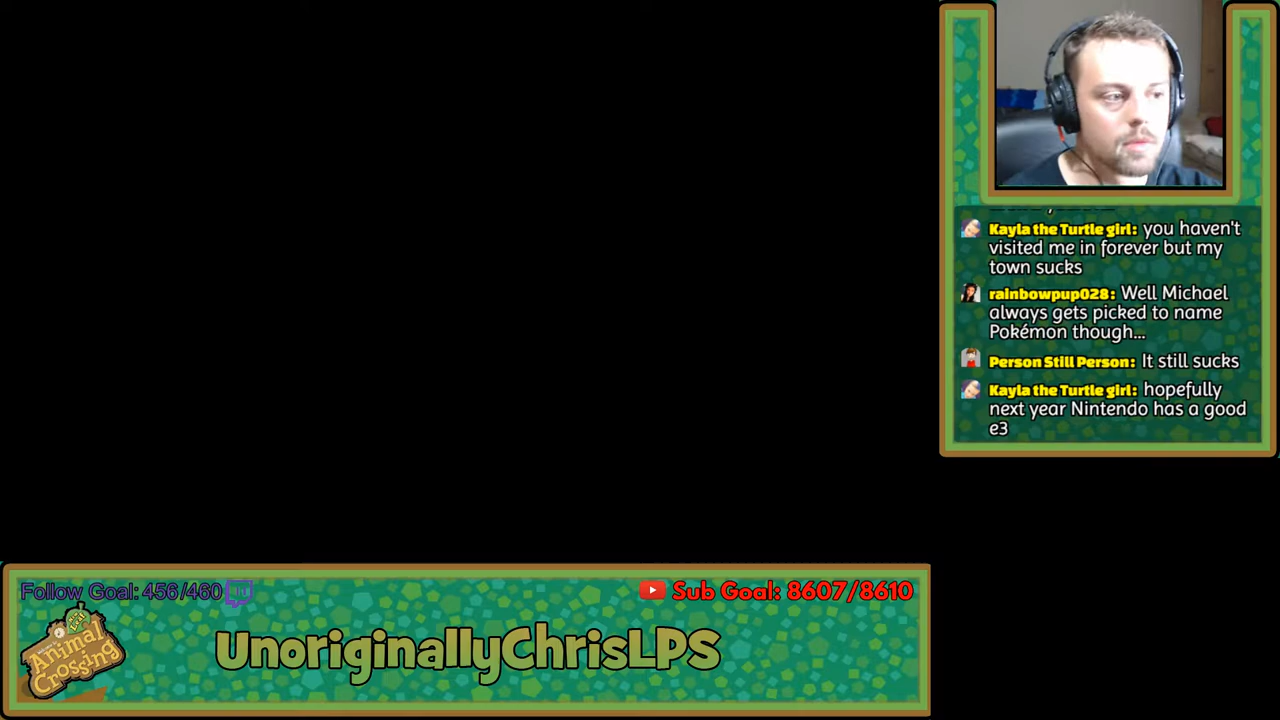 Kayla the Turtle girl: you haven't
visited me in forever but my
town sucks
rainbowpup028: Well Michael
always gets picked to name
Pokémon though...
Person Still Person: It still sucks
Kayla the Turtle girl: hopefully
next year Nintendo has a good
e3
Follow Goal: 456/460
Sub Goal: 8607/8610
Animal
Crossing
UnoriginallyChrisLPS